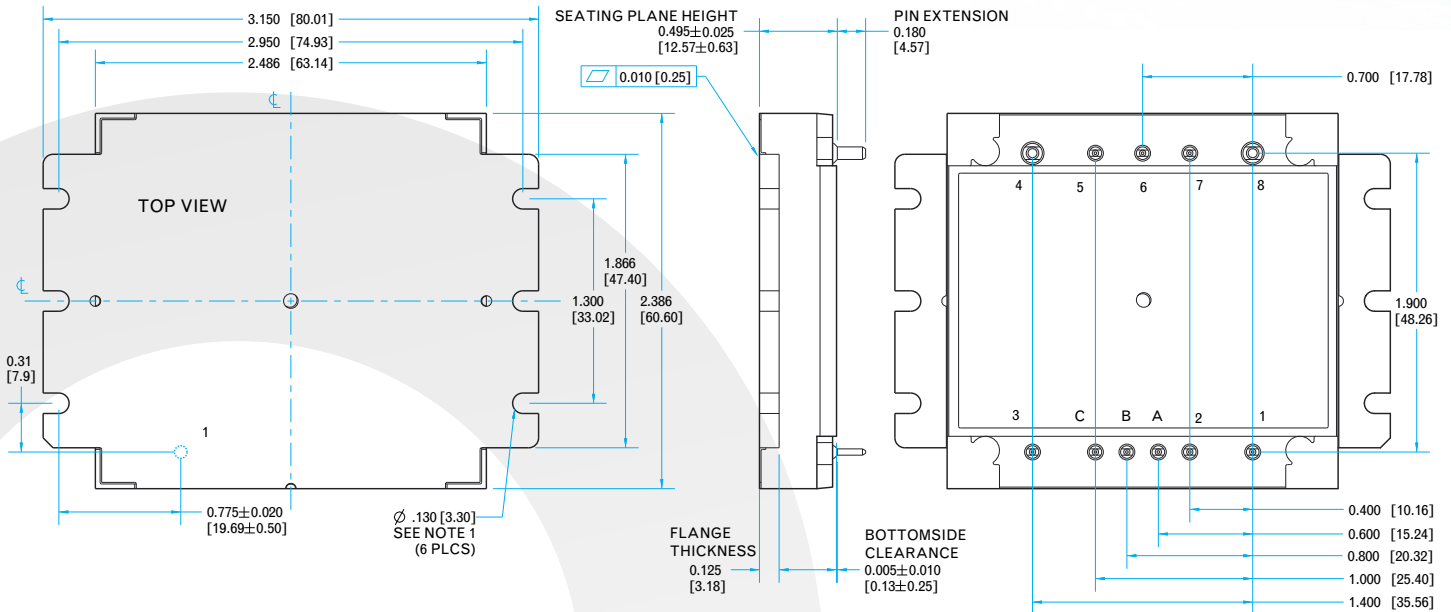 3.150 [80.01]
2.950 [74.93]
2.486 [63.14]
℄
℄
TOP VIEW
1.866
[47.40]
1.300
[33.02]
2.386
[60.60]
0.31
[7.9]
1
0.775±0.020
[19.69±0.50]
Ø .130 [3.30]
SEE NOTE 1
(6 PLCS)
SEATING PLANE HEIGHT
0.495±0.025
[12.57±0.63]
PIN EXTENSION
0.180
[4.57]
⏥ 0.010 [0.25]
FLANGE
THICKNESS
0.125
[3.18]
BOTTOMSIDE
CLEARANCE
0.005±0.010
[0.13±0.25]
0.700 [17.78]
4 5 6 7 8
1.900
[48.26]
3 C B A 2 1
0.400 [10.16]
0.600 [15.24]
0.800 [20.32]
1.000 [25.40]
1.400 [35.56]